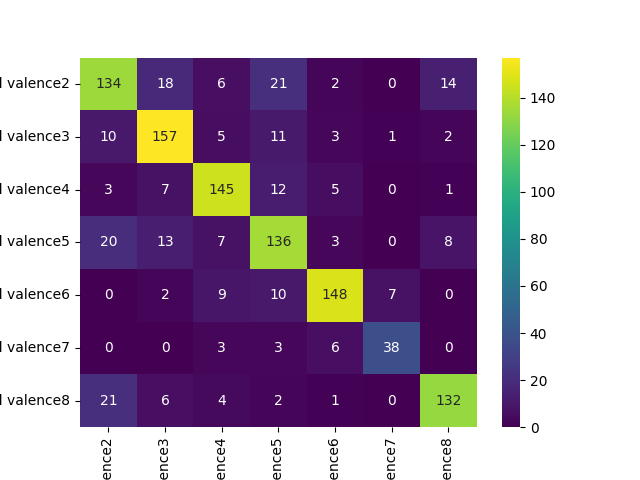 l valence2 134 18 6 21 2 0 14
l valence3 10 157 5 11 3 1 2
l valence4 3 7 145 12 5 0 1
l valence5 20 13 7 136 3 0 8
l valence6 0 2 9 10 148 7 0
l valence7 0 0 3 3 6 38 0
l valence8 21 6 4 2 1 0 132
ence2 ence3 ence4 ence5 ence6 ence7 ence8
140
120
100
80
60
40
20
0